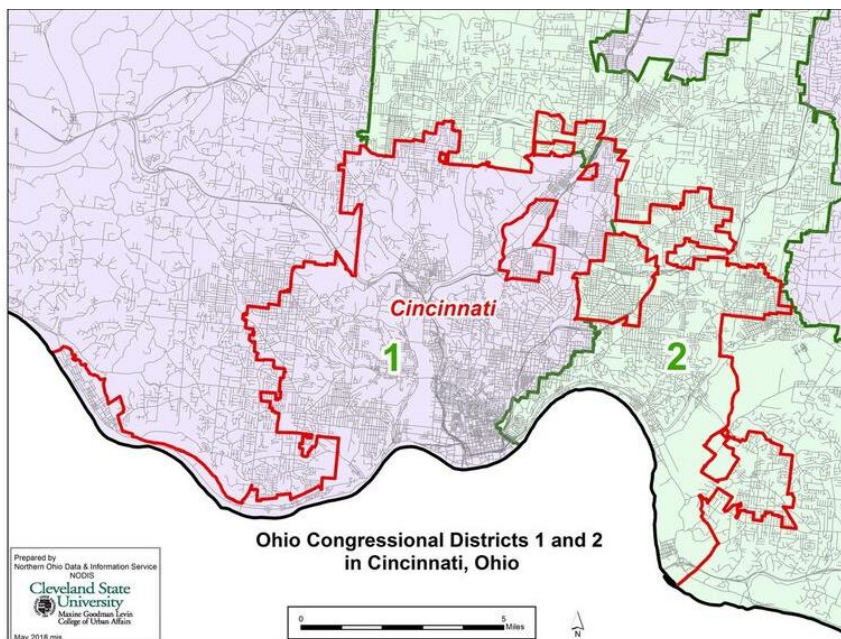 Cincinnati
1
2
Ohio Congressional Districts 1 and 2
in Cincinnati, Ohio
Prepared by
Northern Ohio Data & Information Service
NODIS
Cleveland State
University
Maxine Goodman Levin
College of Urban Affairs
May 2018 mjs
0
5
Miles
N